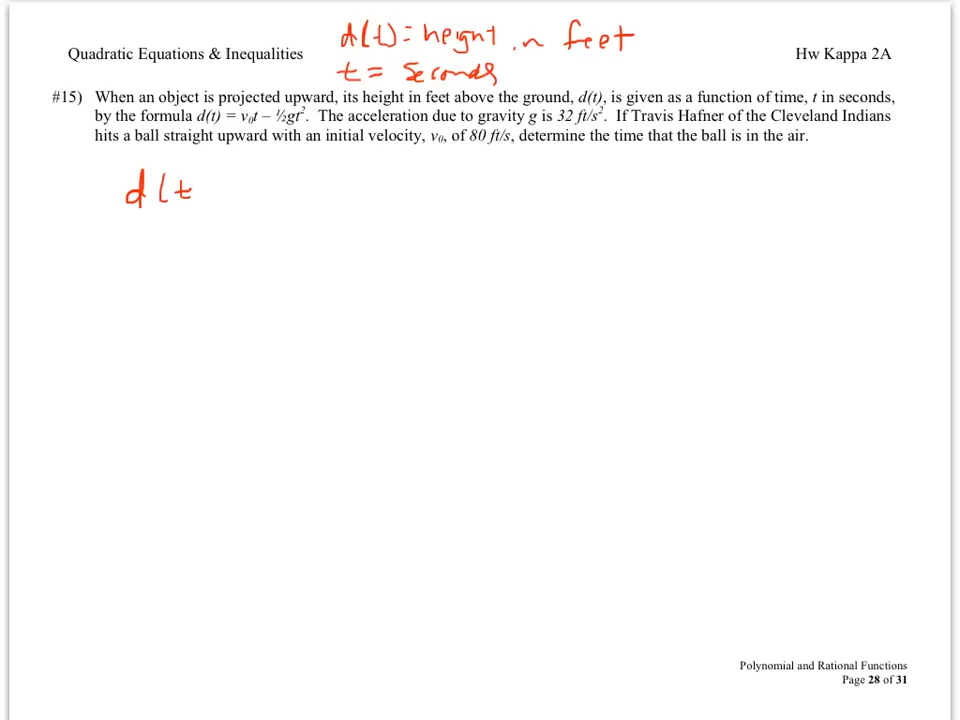 d(t) = height in feet
Quadratic Equations & Inequalities Hw Kappa 2A
t = seconds
#15) When an object is projected upward, its height in feet above the ground, d(t), is given as a function of time, t in seconds,
by the formula d(t) = v₀t – ½gt². The acceleration due to gravity g is 32 ft/s². If Travis Hafner of the Cleveland Indians
hits a ball straight upward with an initial velocity, v₀, of 80 ft/s, determine the time that the ball is in the air.
d(t
Polynomial and Rational Functions
Page 28 of 31